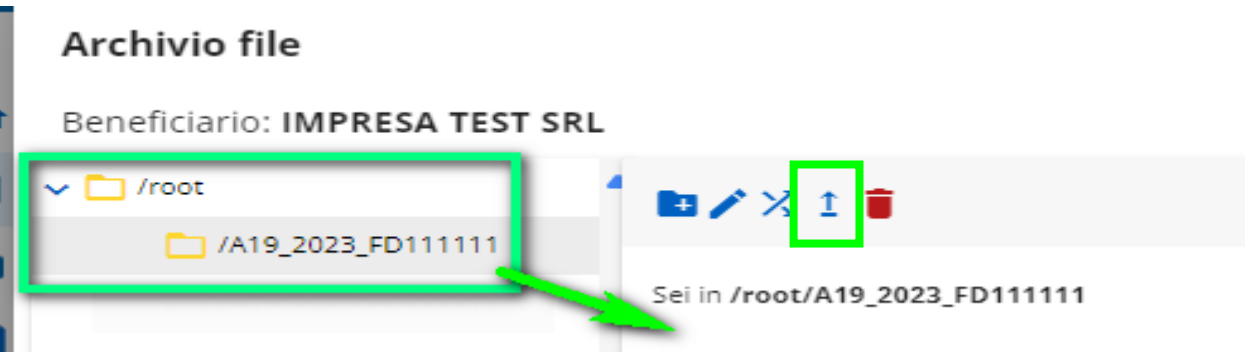 Archivio file
Beneficiario: IMPRESA TEST SRL
/root
/A19_2023_FD111111
Sei in /root/A19_2023_FD111111